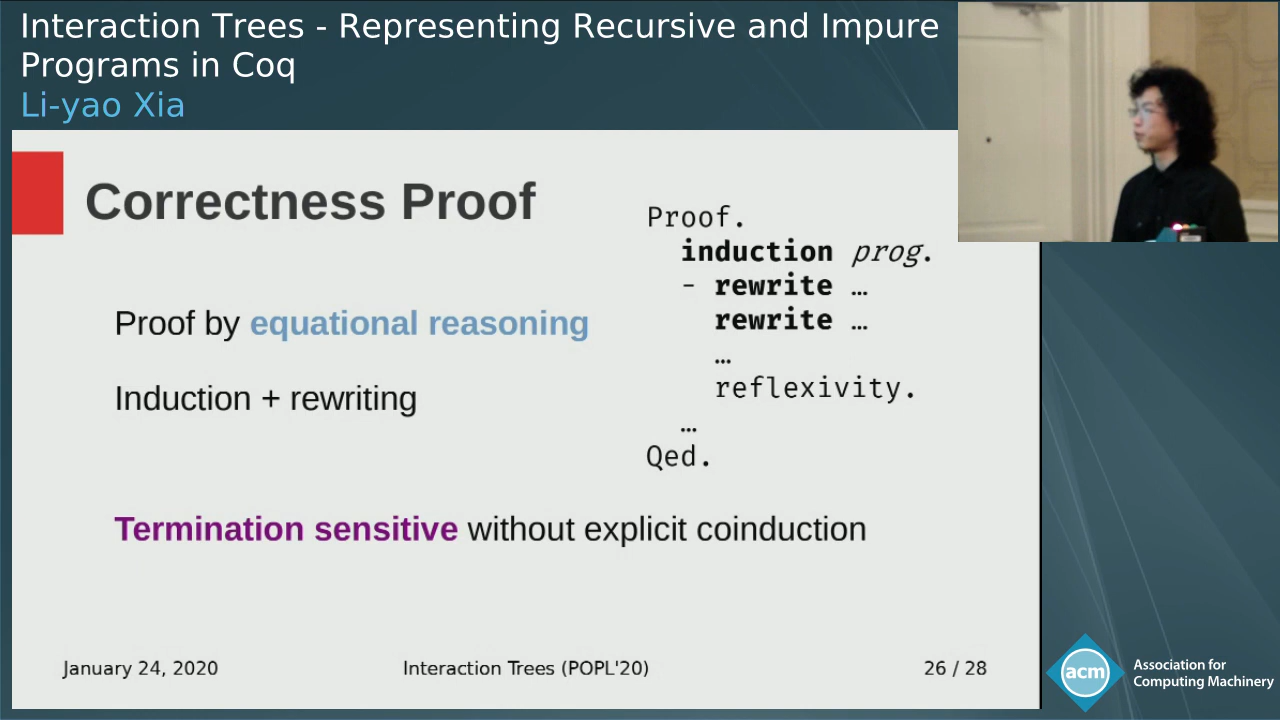 Interaction Trees - Representing Recursive and Impure
Programs in Coq
Li-yao Xia
Correctness Proof
Proof by equational reasoning
Induction + rewriting
Proof.
induction prog.
- rewrite …
rewrite …
…
reflexivity.
…
Qed.
Termination sensitive without explicit coinduction
January 24, 2020
Interaction Trees (POPL'20)
26 / 28
acm
Association for
Computing Machinery